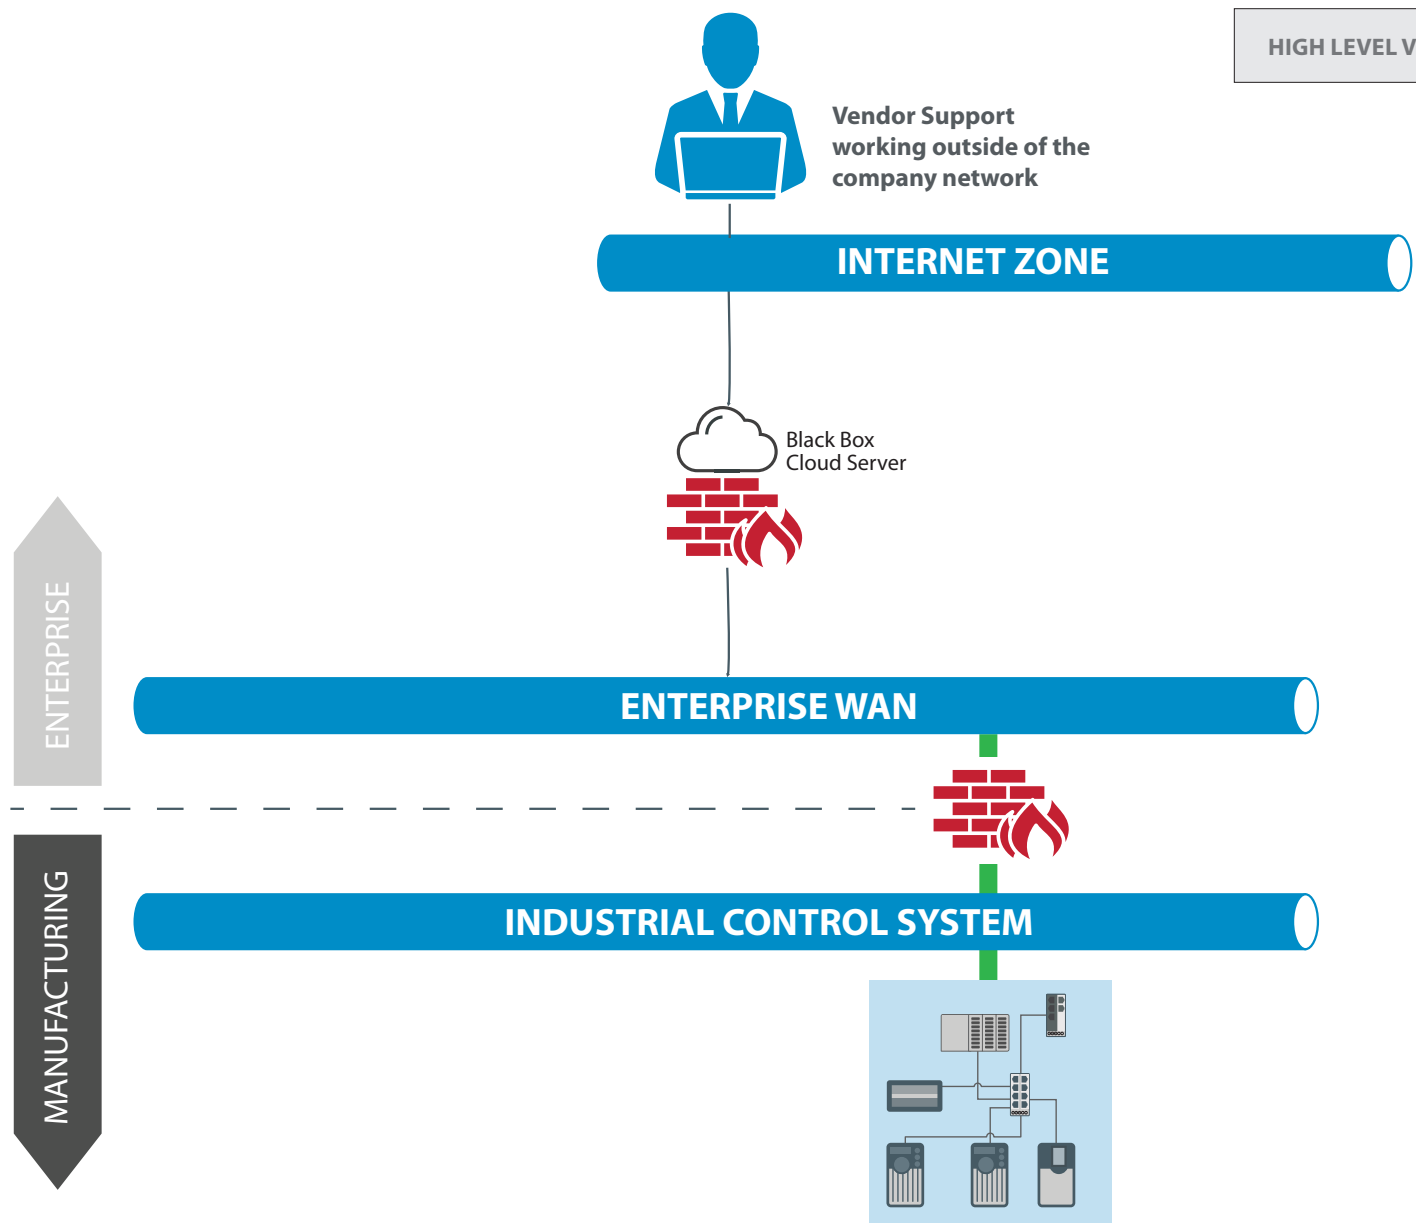 HIGH LEVEL
Vendor Support
working outside of the
company network
INTERNET ZONE
Black Box
Cloud Server
ENTERPRISE
ENTERPRISE WAN
MANUFACTURING
INDUSTRIAL CONTROL SYSTEM